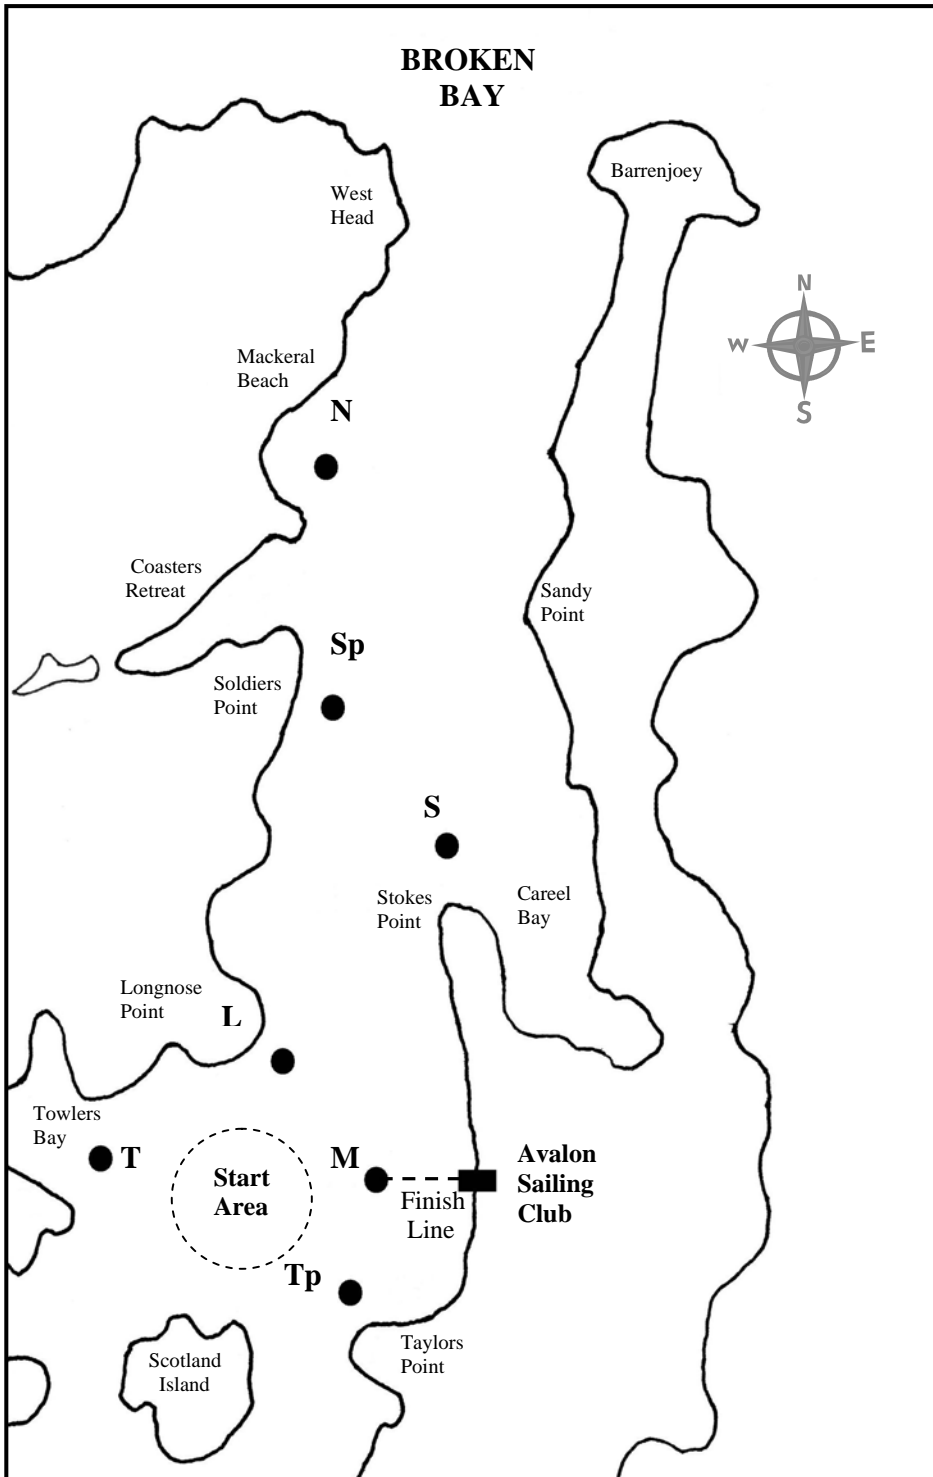 BROKEN
BAY
Barrenjoey
West
Head
N
W
E
S
Mackeral
Beach
N
Coasters
Retreat
Sandy
Point
Sp
Soldiers
Point
S
Stokes
Point
Careel
Bay
Longnose
Point
L
Towlers
Bay
T
Start
Area
M
Finish
Line
Avalon
Sailing
Club
Tp
Taylors
Point
Scotland
Island